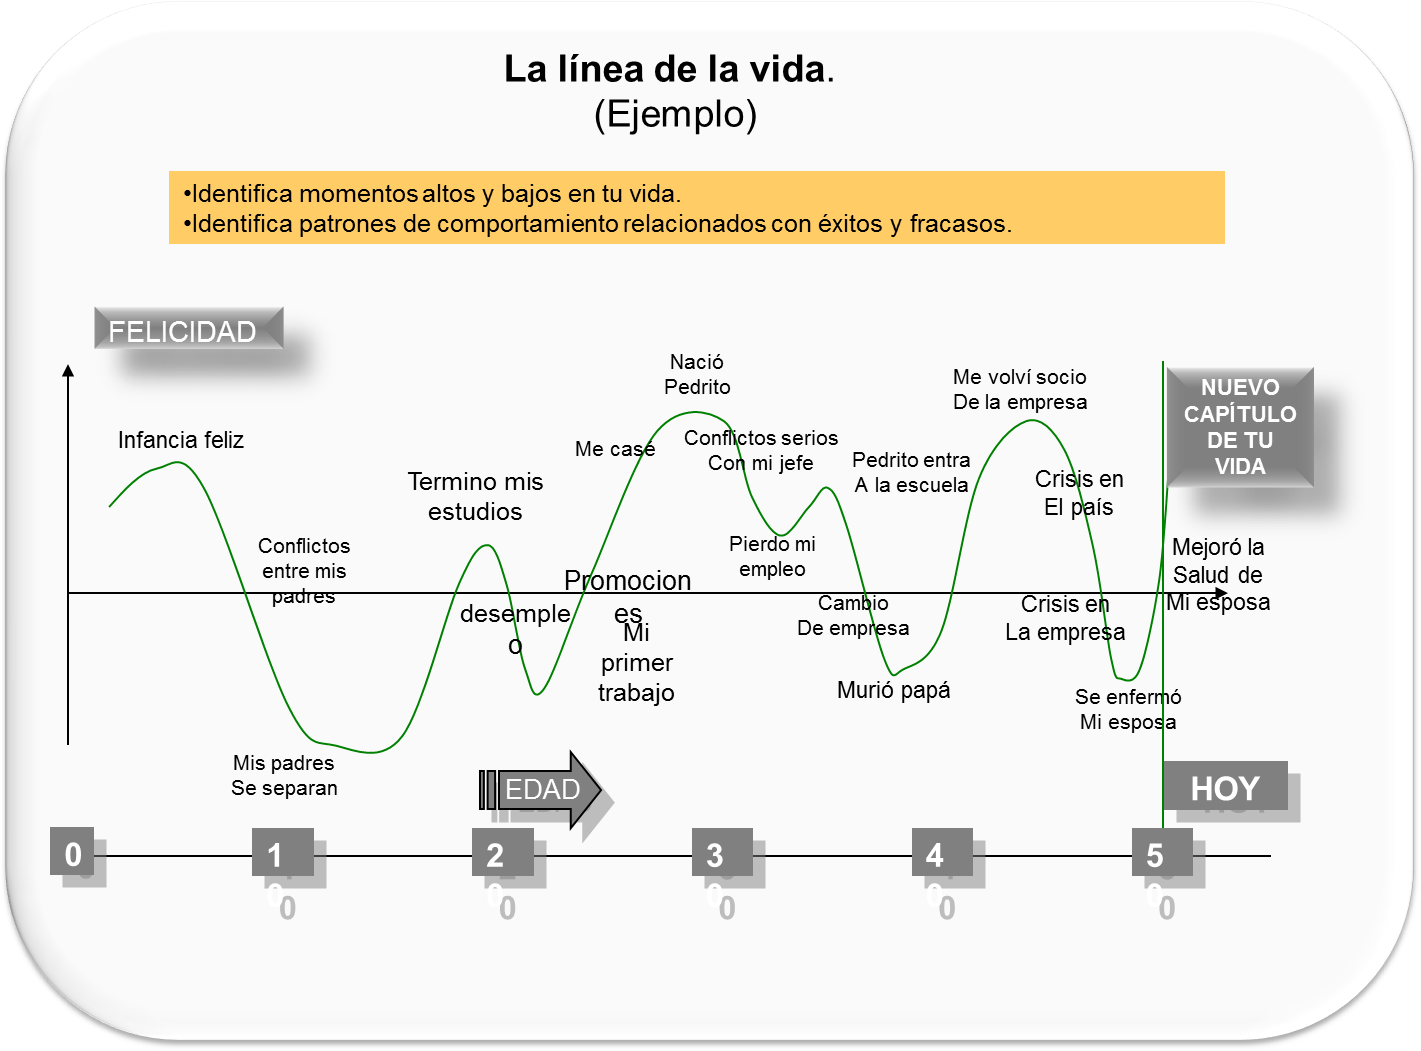 La línea de la vida.
(Ejemplo)
•Identifica momentos altos y bajos en tu vida.
•Identifica patrones de comportamiento relacionados con éxitos y fracasos.
FELICIDAD
Infancia feliz
Conflictos
entre mis
padres
Mis padres
Se separan
Termino mis
estudios
desemple
o
Promocion
es
Mi
primer
trabajo
Me casé
Nació
Pedrito
Conflictos serios
Con mi jefe
Pierdo mi
empleo
Cambio
De empresa
Murió papá
Pedrito entra
A la escuela
Me volví socio
De la empresa
Crisis en
El país
Crisis en
La empresa
Se enfermó
Mi esposa
Mejoró la
Salud de
Mi esposa
NUEVO
CAPÍTULO
DE TU
VIDA
HOY
EDAD
0
1
0
2
0
3
0
4
0
5
0